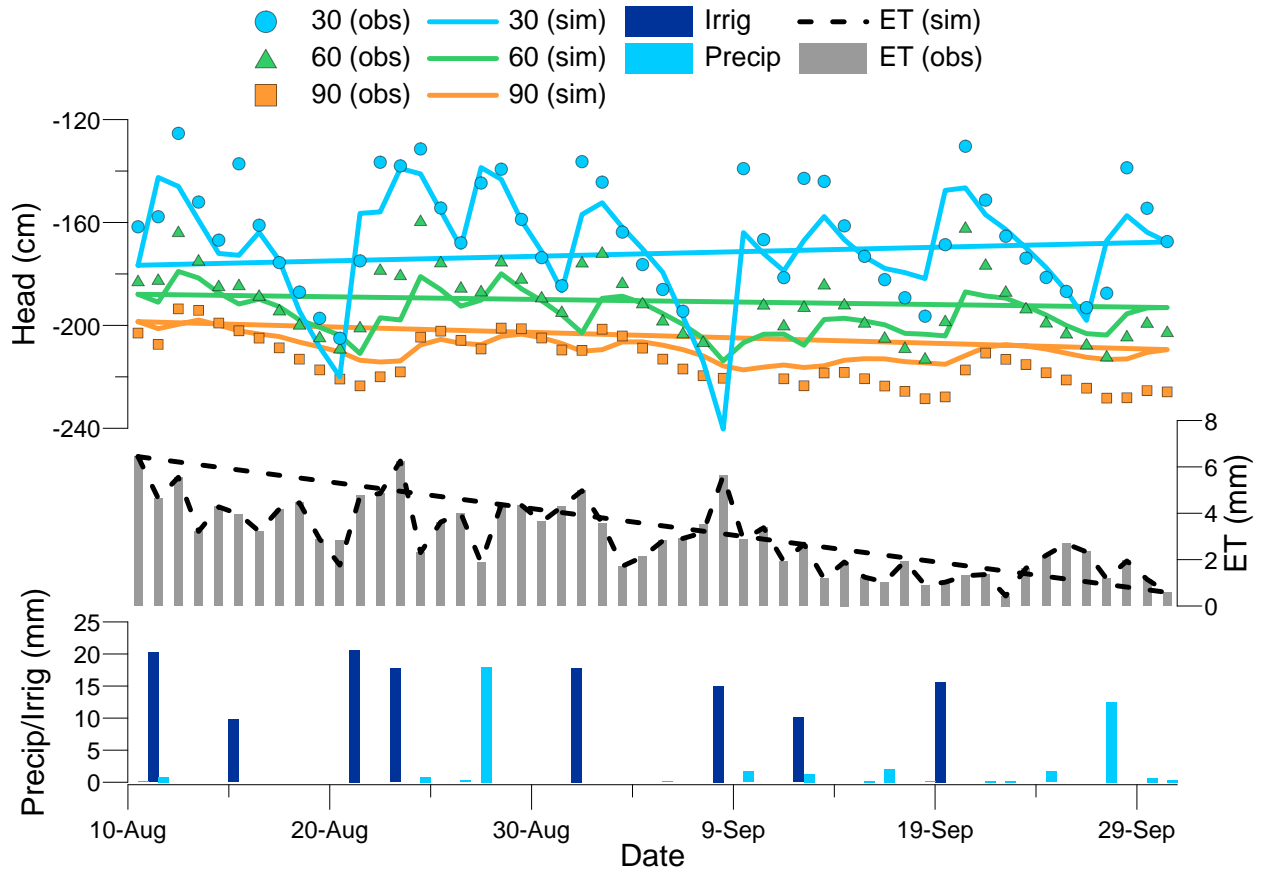 30 (obs) 30 (sim) Irrig ET (sim)
60 (obs) 60 (sim) Precip ET (obs)
90 (obs) 90 (sim)
Head (cm)
-120
-160
-200
-240
ET (mm)
8
6
4
2
0
Precip/Irrig (mm)
25
20
15
10
5
0
10-Aug 20-Aug 30-Aug 9-Sep 19-Sep 29-Sep
Date